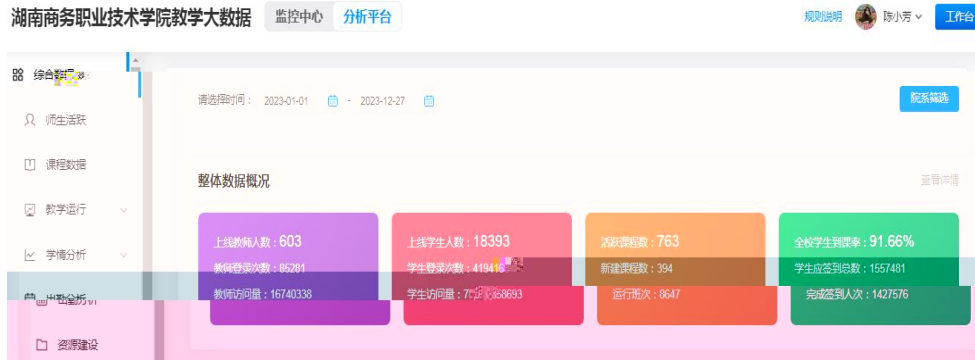 湖南商务职业技术学院教学大数据 监控中心 分析平台 规则说明 陈小芳 工作台
综合数据
师生活跃
课程数据
教学运行
学情分析
出勤分析
资源建设
请选择时间： 2023-01-01 - 2023-12-27 院系筛选
整体数据概况 查看详情
上线教师人数：603
教师登录次数：85281
教师访问量：16740338
上线学生人数：18393
学生登录次数：419416
学生访问量：
活跃课程数：763
新建课程数：394
运行班次：8647
全校学生到课率：91.66%
学生应签到总数：1557481
完成签到人次：1427576